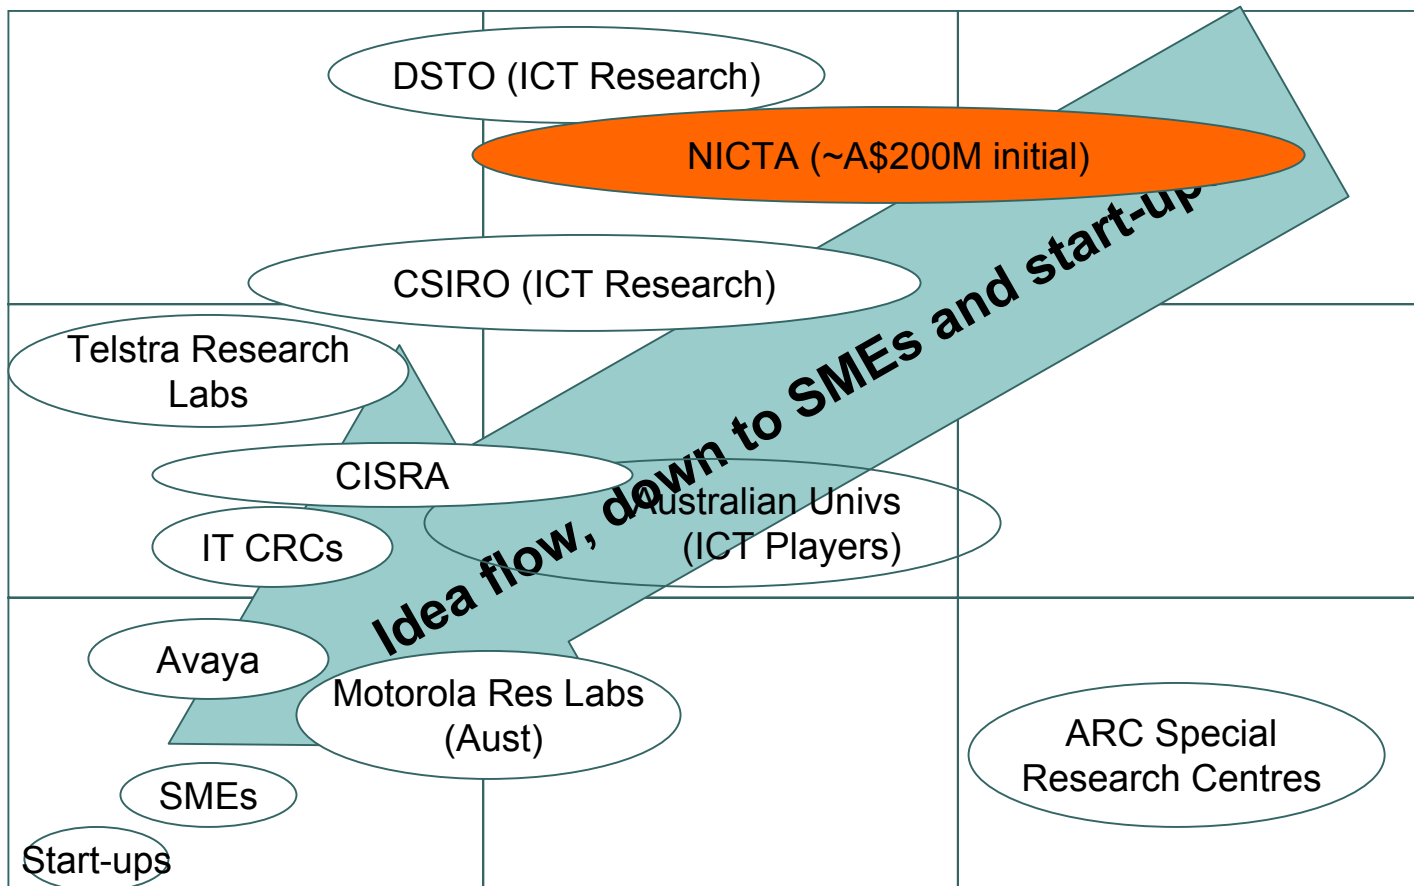 DSTO (ICT Research)
NICTA (~A$200M initial)
CSIRO (ICT Research)
Telstra Research
Labs
Idea flow, down to SMEs and start-up
CISRA
Australian Univs
(ICT Players)
IT CRCs
Avaya
Motorola Res Labs
(Aust)
ARC Special
Research Centres
SMEs
Start-ups